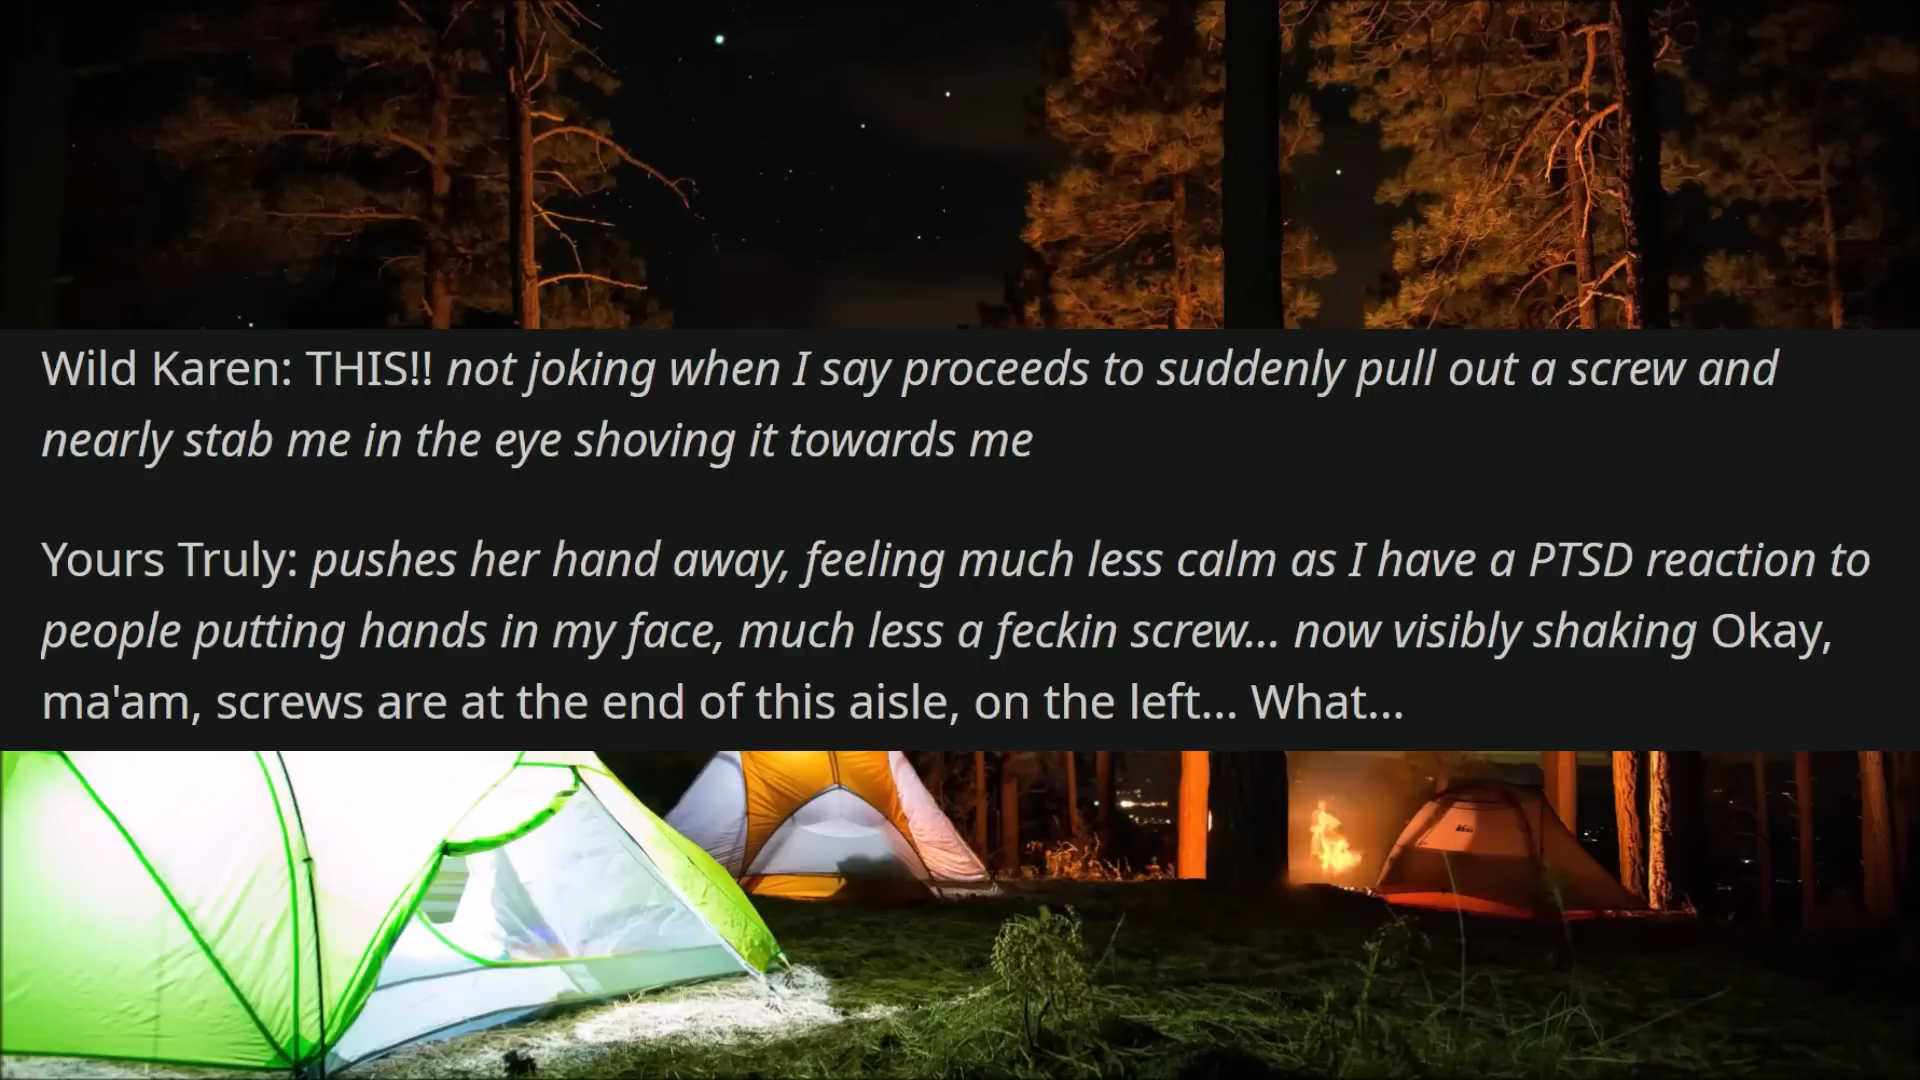 Wild Karen: THIS!! not joking when I say proceeds to suddenly pull out a screw and
nearly stab me in the eye shoving it towards me
Yours Truly: pushes her hand away, feeling much less calm as I have a PTSD reaction to
people putting hands in my face, much less a feckin screw... now visibly shaking Okay,
ma'am, screws are at the end of this aisle, on the left... What...